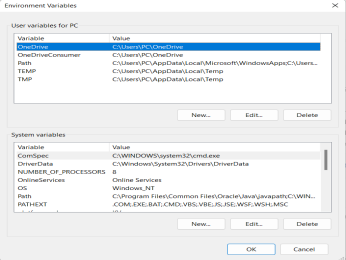 Environment Variables
User variables for PC
Variable Value
OneDrive C:\Users\PC\OneDrive
OneDriveConsumer C:\Users\PC\OneDrive
Path C:\Users\PC\AppData\Local\Microsoft\WindowsApps;C:\Users...
TEMP C:\Users\PC\AppData\Local\Temp
TMP C:\Users\PC\AppData\Local\Temp
New... Edit... Delete
System variables
Variable Value
ComSpec C:\WINDOWS\system32\cmd.exe
DriverData C:\Windows\System32\Drivers\DriverData
NUMBER_OF_PROCESSORS 8
OnlineServices Online Services
OS Windows_NT
Path C:\Program Files\Common Files\Oracle\Java\javapath;C:\WIN...
PATHEXT .COM;.EXE;.BAT;.CMD;.VBS;.VBE;.JS;.JSE;.WSF;.WSH;.MSC
New... Edit... Delete
OK Cancel